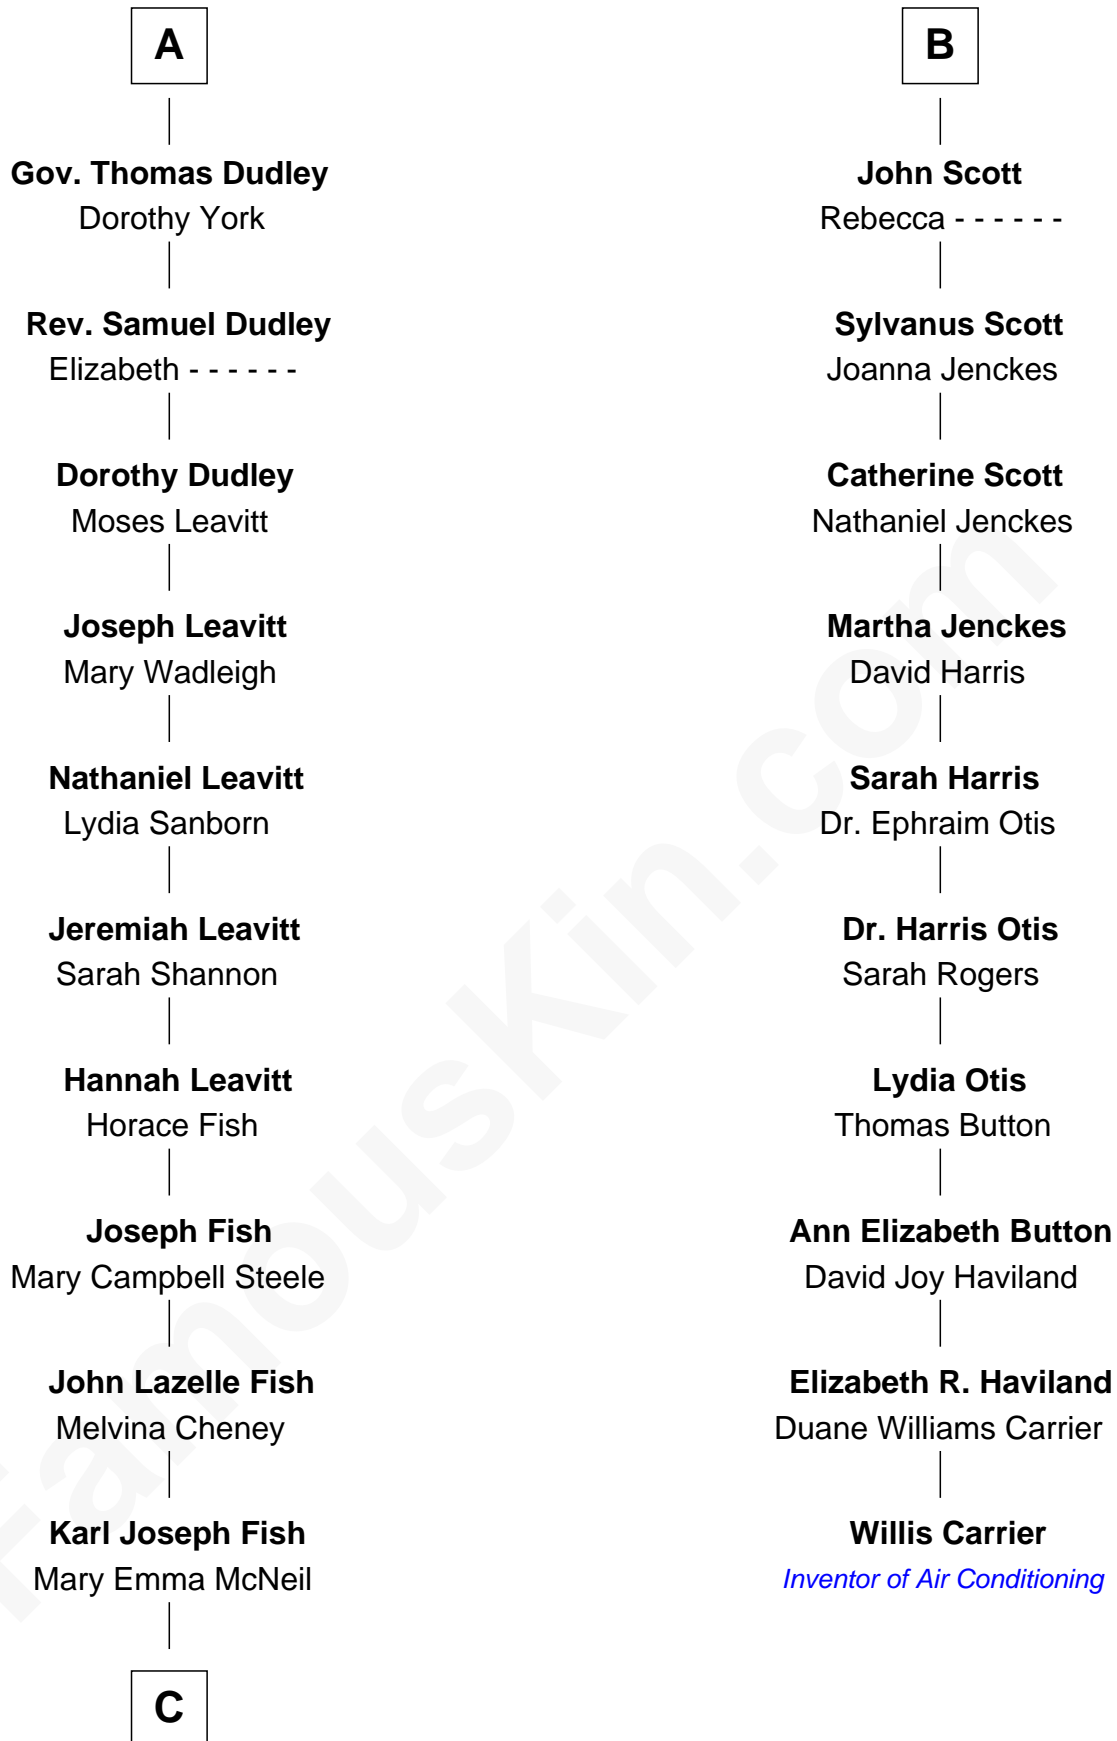 A
Gov. Thomas Dudley
Dorothy York
Rev. Samuel Dudley
Elizabeth - - - - - -
Dorothy Dudley
Moses Leavitt
Joseph Leavitt
Mary Wadleigh
Nathaniel Leavitt
Lydia Sanborn
Jeremiah Leavitt
Sarah Shannon
Hannah Leavitt
Horace Fish
Joseph Fish
Mary Campbell Steele
John Lazelle Fish
Melvina Cheney
Karl Joseph Fish
Mary Emma McNeil
C
B
John Scott
Rebecca - - - - - -
Sylvanus Scott
Joanna Jenckes
Catherine Scott
Nathaniel Jenckes
Martha Jenckes
David Harris
Sarah Harris
Dr. Ephraim Otis
Dr. Harris Otis
Sarah Rogers
Lydia Otis
Thomas Button
Ann Elizabeth Button
David Joy Haviland
Elizabeth R. Haviland
Duane Williams Carrier
Willis Carrier
Inventor of Air Conditioning
FamousKin.com